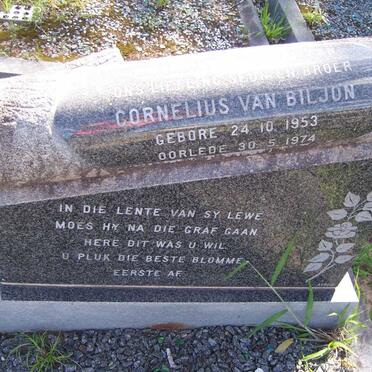 BROER
CORNELIUS VAN BILJON
GEBORE 24.10.1953
OORLEDE 30.5.1974
IN DIE LENTE VAN SY LEWE
MOES HY NA DIE GRAF GAAN
HERE DIT WAS U WIL
U PLUK DIE BESTE BLOMME
EERSTE AF